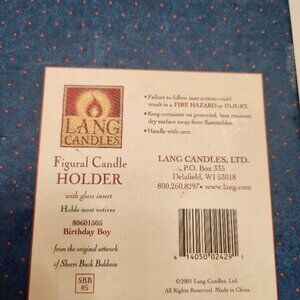 LANG
CANDLES
Figural Candle
HOLDER
with glass insert
Holds most votives
80601505
Birthday Boy
from the original artwork
of Sherri Buck Baldwin
SBB
#5
• Failure to follow instructions could
result in a FIRE HAZARD or INJURY.
• Keep container on protected, heat resistant,
dry surface away from flammables.
• Handle with care.
LANG CANDLES, LTD.
P.O. Box 335
Delafield, WI 53018
800.260.8297 • www.lang.com
6 14050 02429
©2001 Lang Candles, Ltd.
All Rights Reserved. Made in China.